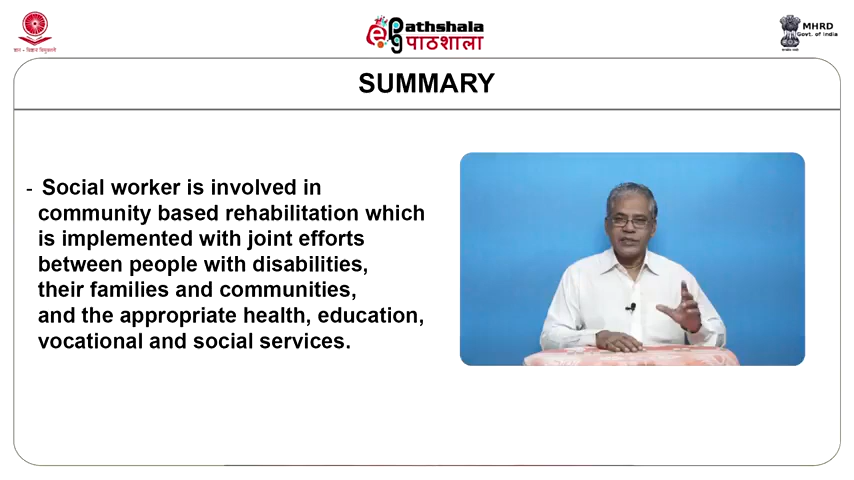 ePathshala
पाठशाला
MHRD
Govt. of India
SUMMARY
- Social worker is involved in
community based rehabilitation which
is implemented with joint efforts
between people with disabilities,
their families and communities,
and the appropriate health, education,
vocational and social services.